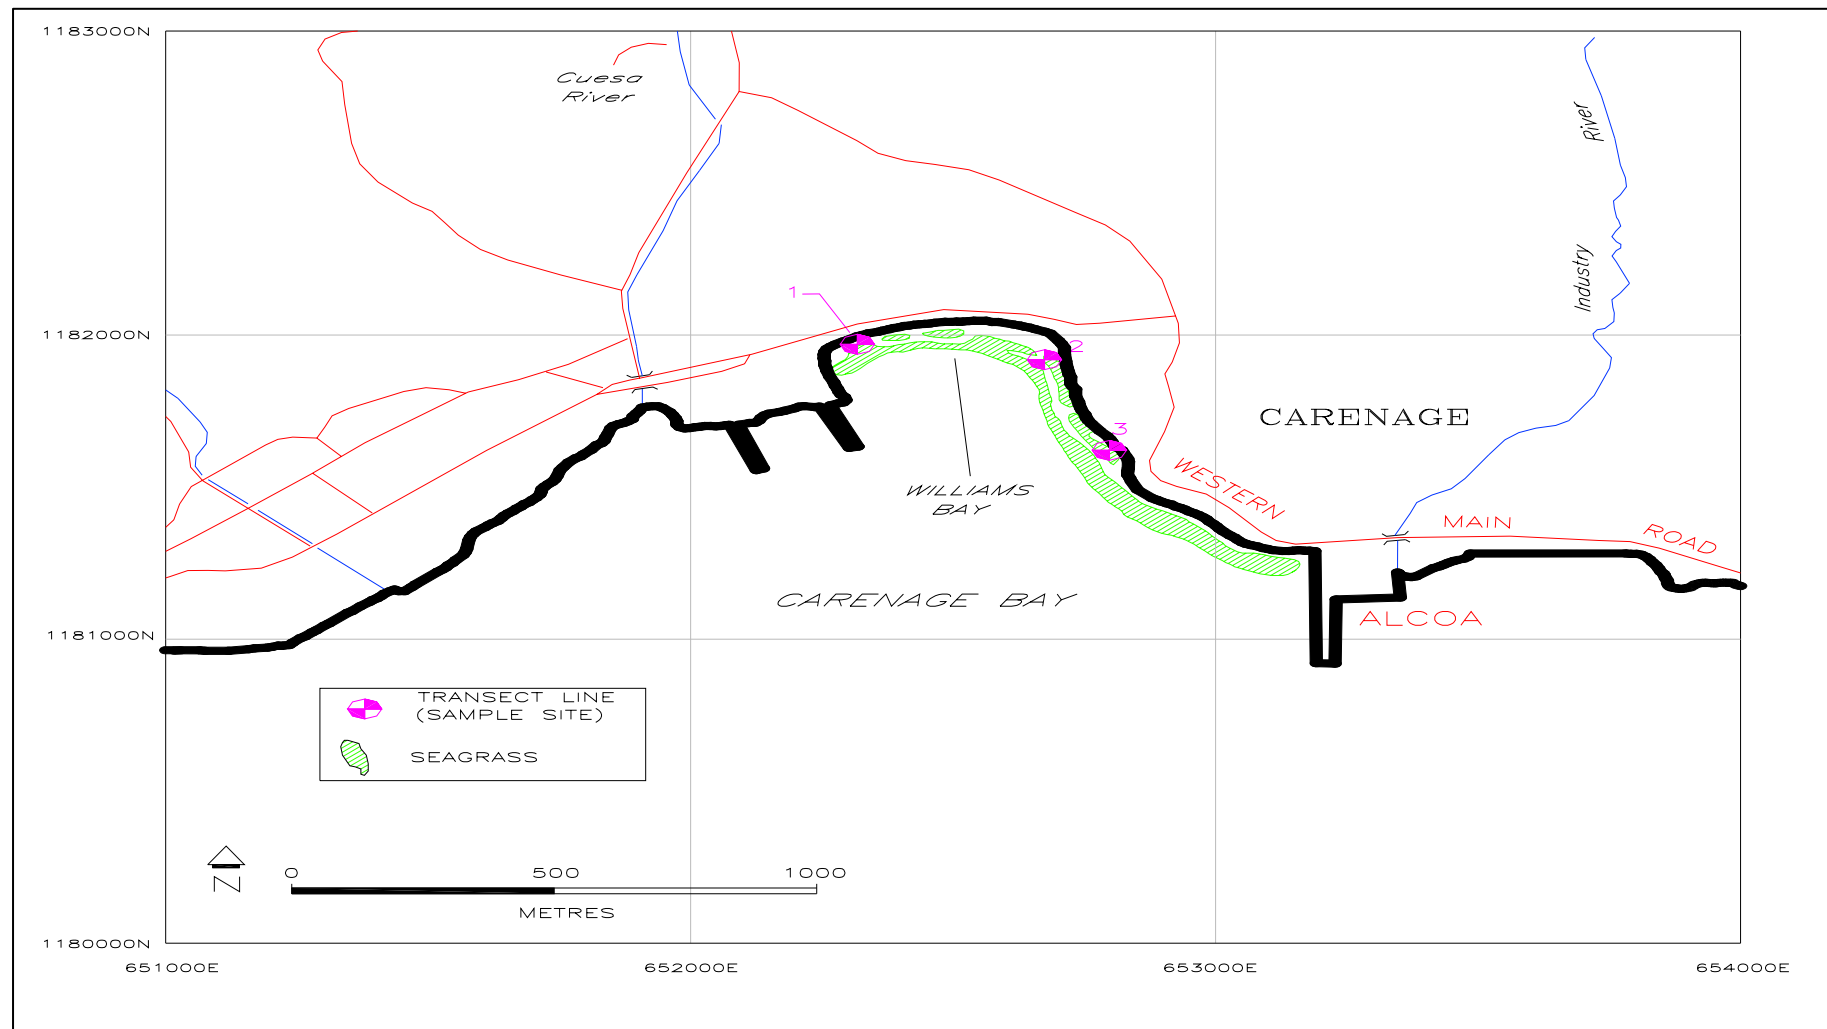 1183000N
Cuesa
River
River
Industry
1
1182000N
2
CARENAGE
3
WESTERN
MAIN
ROAD
WILLIAMS
BAY
CARENAGE BAY
ALCOA
1181000N
TRANSECT LINE
(SAMPLE SITE)
SEAGRASS
N
0 500 1000
METRES
1180000N
651000E 652000E 653000E 654000E